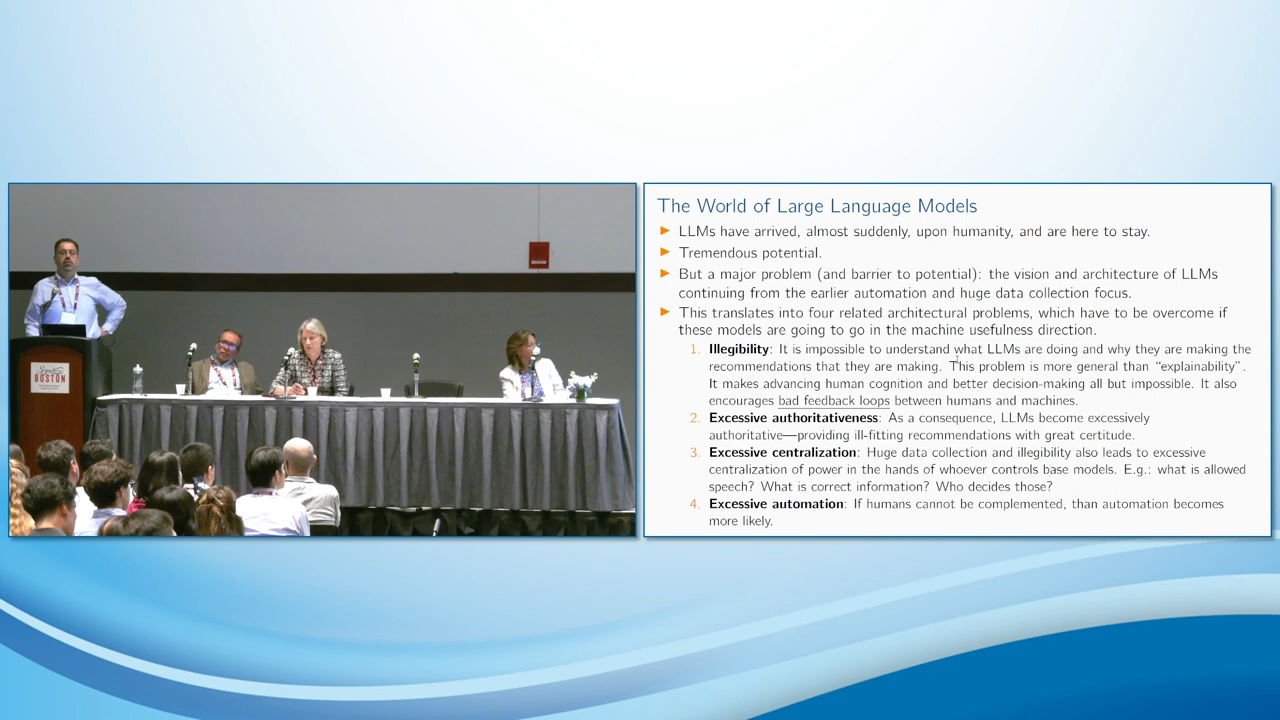 BOSTON
The World of Large Language Models
LLMs have arrived, almost suddenly, upon humanity, and are here to stay.
Tremendous potential.
But a major problem (and barrier to potential): the vision and architecture of LLMs
continuing from the earlier automation and huge data collection focus.
This translates into four related architectural problems, which have to be overcome if
these models are going to go in the machine usefulness direction.
1. Illegibility: It is impossible to understand what LLMs are doing and why they are making the
recommendations that they are making. This problem is more general than “explainability”.
It makes advancing human cognition and better decision-making all but impossible. It also
encourages bad feedback loops between humans and machines.
2. Excessive authoritativeness: As a consequence, LLMs become excessively
authoritative—providing ill-fitting recommendations with great certitude.
3. Excessive centralization: Huge data collection and illegibility also leads to excessive
centralization of power in the hands of whoever controls base models. E.g.: what is allowed
speech? What is correct information? Who decides those?
4. Excessive automation: If humans cannot be complemented, than automation becomes
more likely.